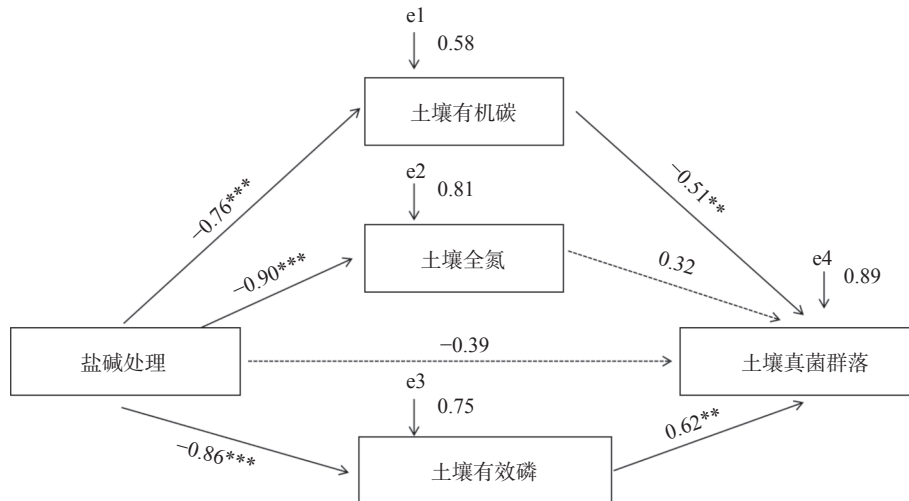 e1
0.58
土壤有机碳
−0.76***
−0.51**
e2
0.81
土壤全氮
−0.90***
0.32
e4
0.89
盐碱处理
−0.39
土壤真菌群落
e3
0.75
−0.86***
0.62**
土壤有效磷